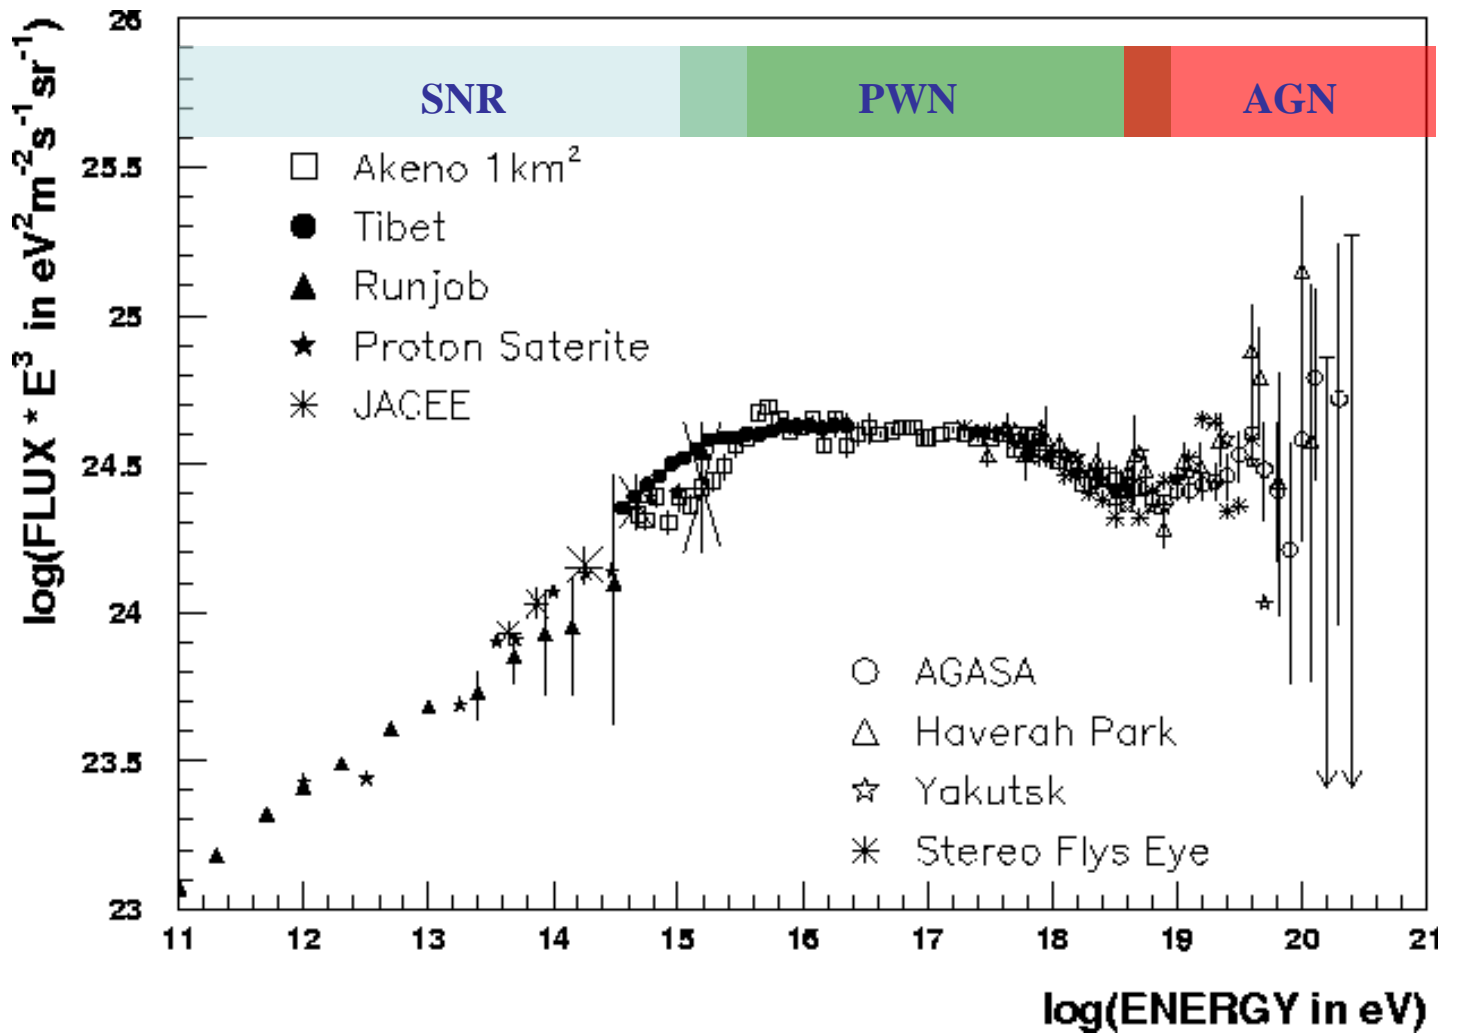 26
SNR PWN AGN
25.5
25
24.5
24
23.5
23
log(FLUX * E³ in eV²m⁻²s⁻¹sr⁻¹)
Akeno 1km²
Tibet
Runjob
Proton Saterite
JACEE
AGASA
Haverah Park
Yakutsk
Stereo Flys Eye
11 12 13 14 15 16 17 18 19 20 21
log(ENERGY in eV)